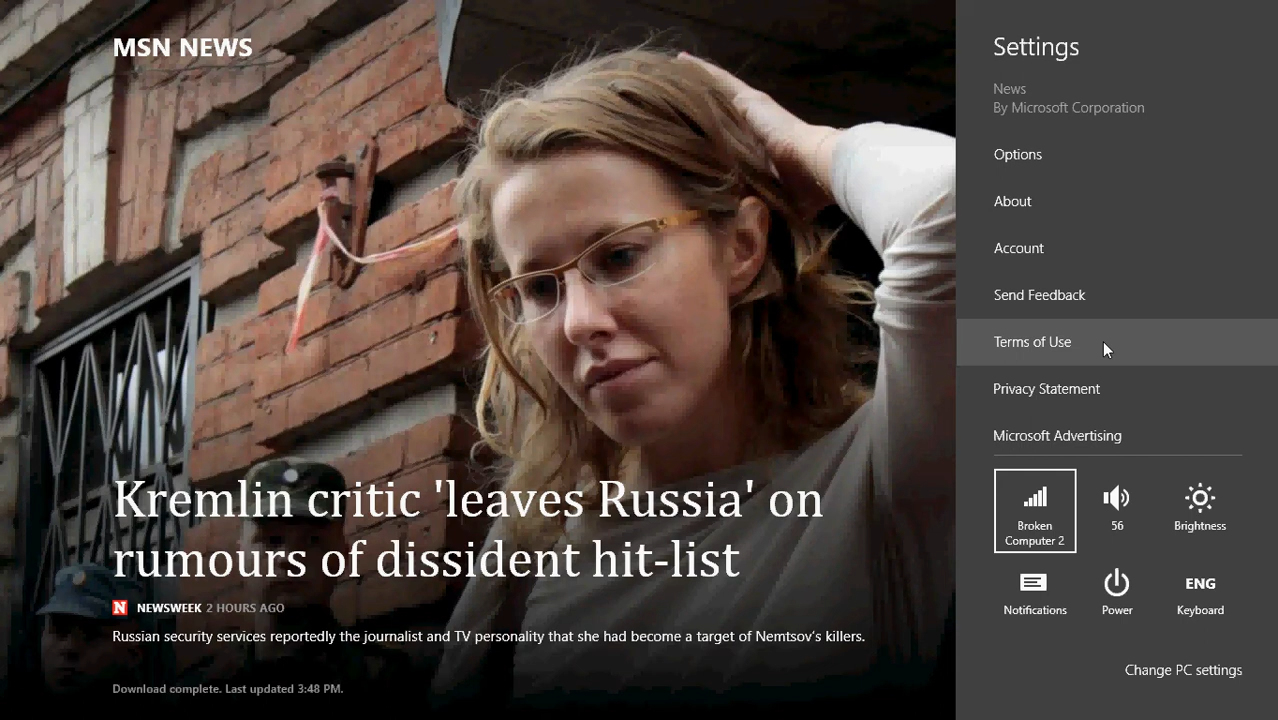 MSN NEWS
Kremlin critic 'leaves Russia' on
rumours of dissident hit-list
N NEWSWEEK 2 HOURS AGO
Russian security services reportedly the journalist and TV personality that she had become a target of Nemtsov's killers.
Download complete. Last updated 3:48 PM.
Settings
News
By Microsoft Corporation
Options
About
Account
Send Feedback
Terms of Use
Privacy Statement
Microsoft Advertising
Broken
Computer 2
56
Brightness
Notifications
Power
ENG
Keyboard
Change PC settings